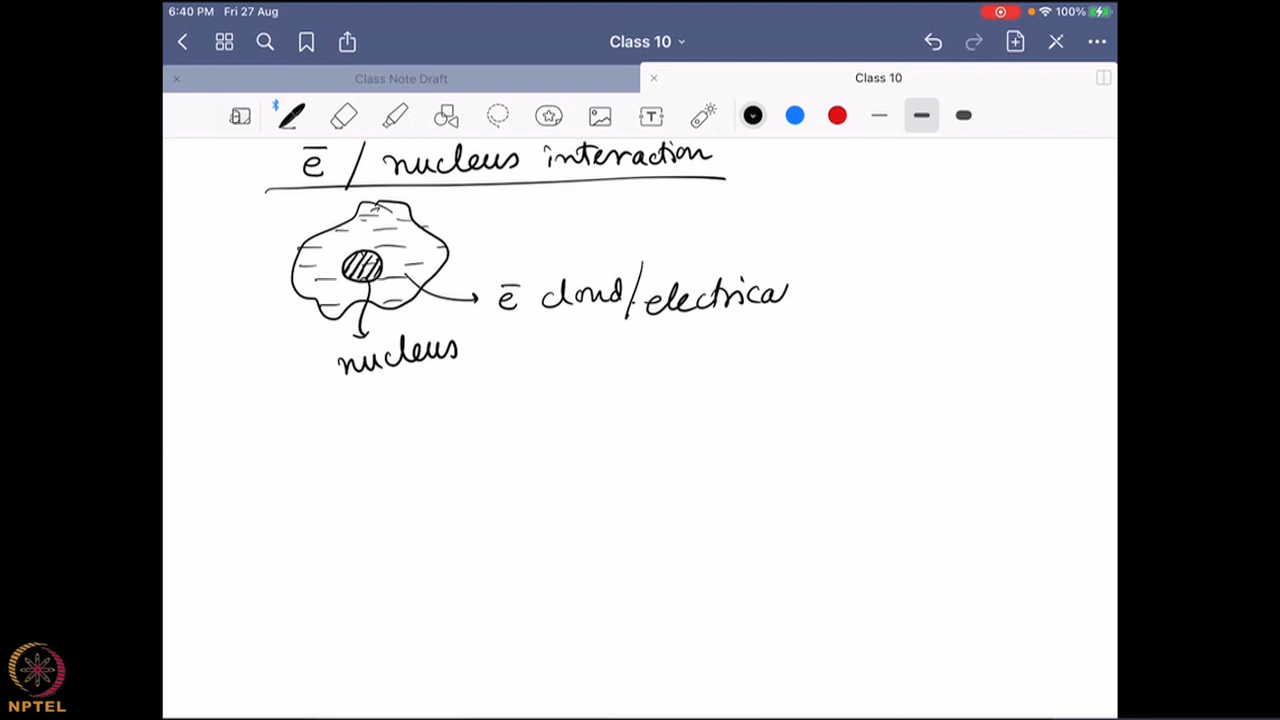 6:40 PM Fri 27 Aug
100%
Class 10
Class Note Draft
Class 10
T
ē / nucleus interaction
ē cloud/electrica
nucleus
NPTEL